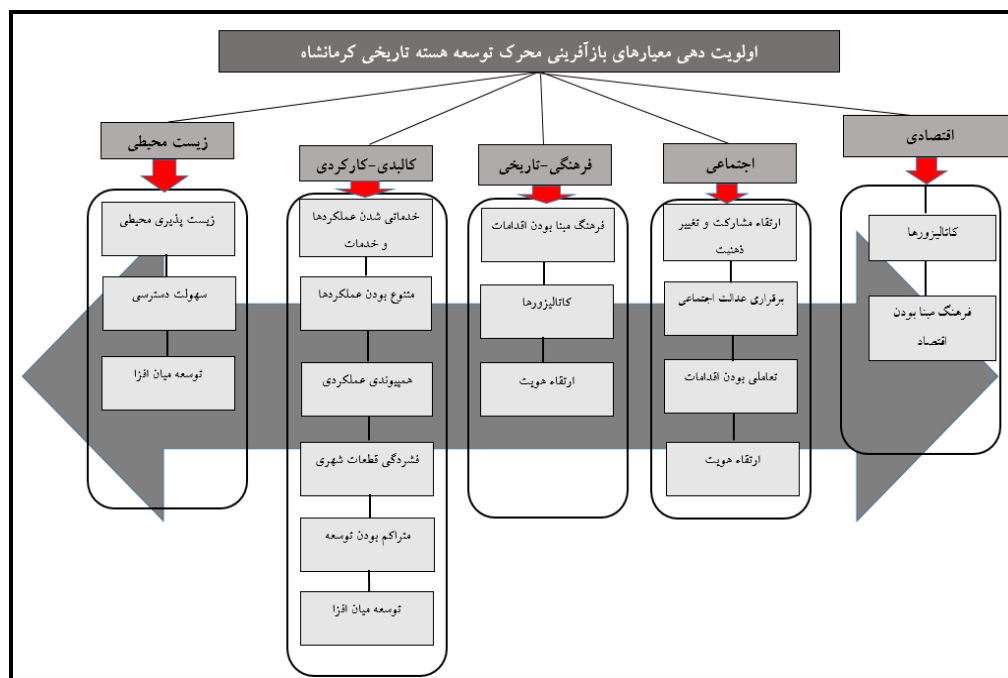 اولویت دهی معیارهای بازآفرینی محرک توسعه هسته تاریخی کرمانشاه
اقتصادی
کاتالیزورها
فرهنگ مبنا بودن
اقتصاد
اجتماعی
ارتقاء مشارکت و تغییر
ذهنیت
برقراری عدالت اجتماعی
تعاملی بودن اقدامات
ارتقاء هویت
فرهنگی-تاریخی
فرهنگ مبنا بودن اقدامات
کاتالیزورها
ارتقاء هویت
کالبدی-کارکردی
خدماتی شدن عملکردها
و خدمات
متنوع بودن عملکردها
همپیوندی عملکردی
فشردگی قطعات شهری
متراکم بودن توسعه
توسعه میان افزا
زیست محیطی
زیست پذیری محیطی
سهولت دسترسی
توسعه میان افزا